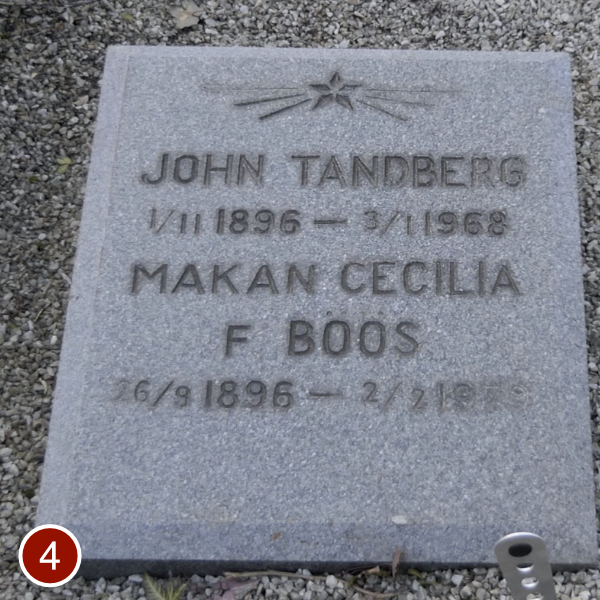 JOHN TANDBERG
1/11 1896 — 3/1 1968
MAKAN CECILIA
F BOOS
26/9 1896 — 2/2
4